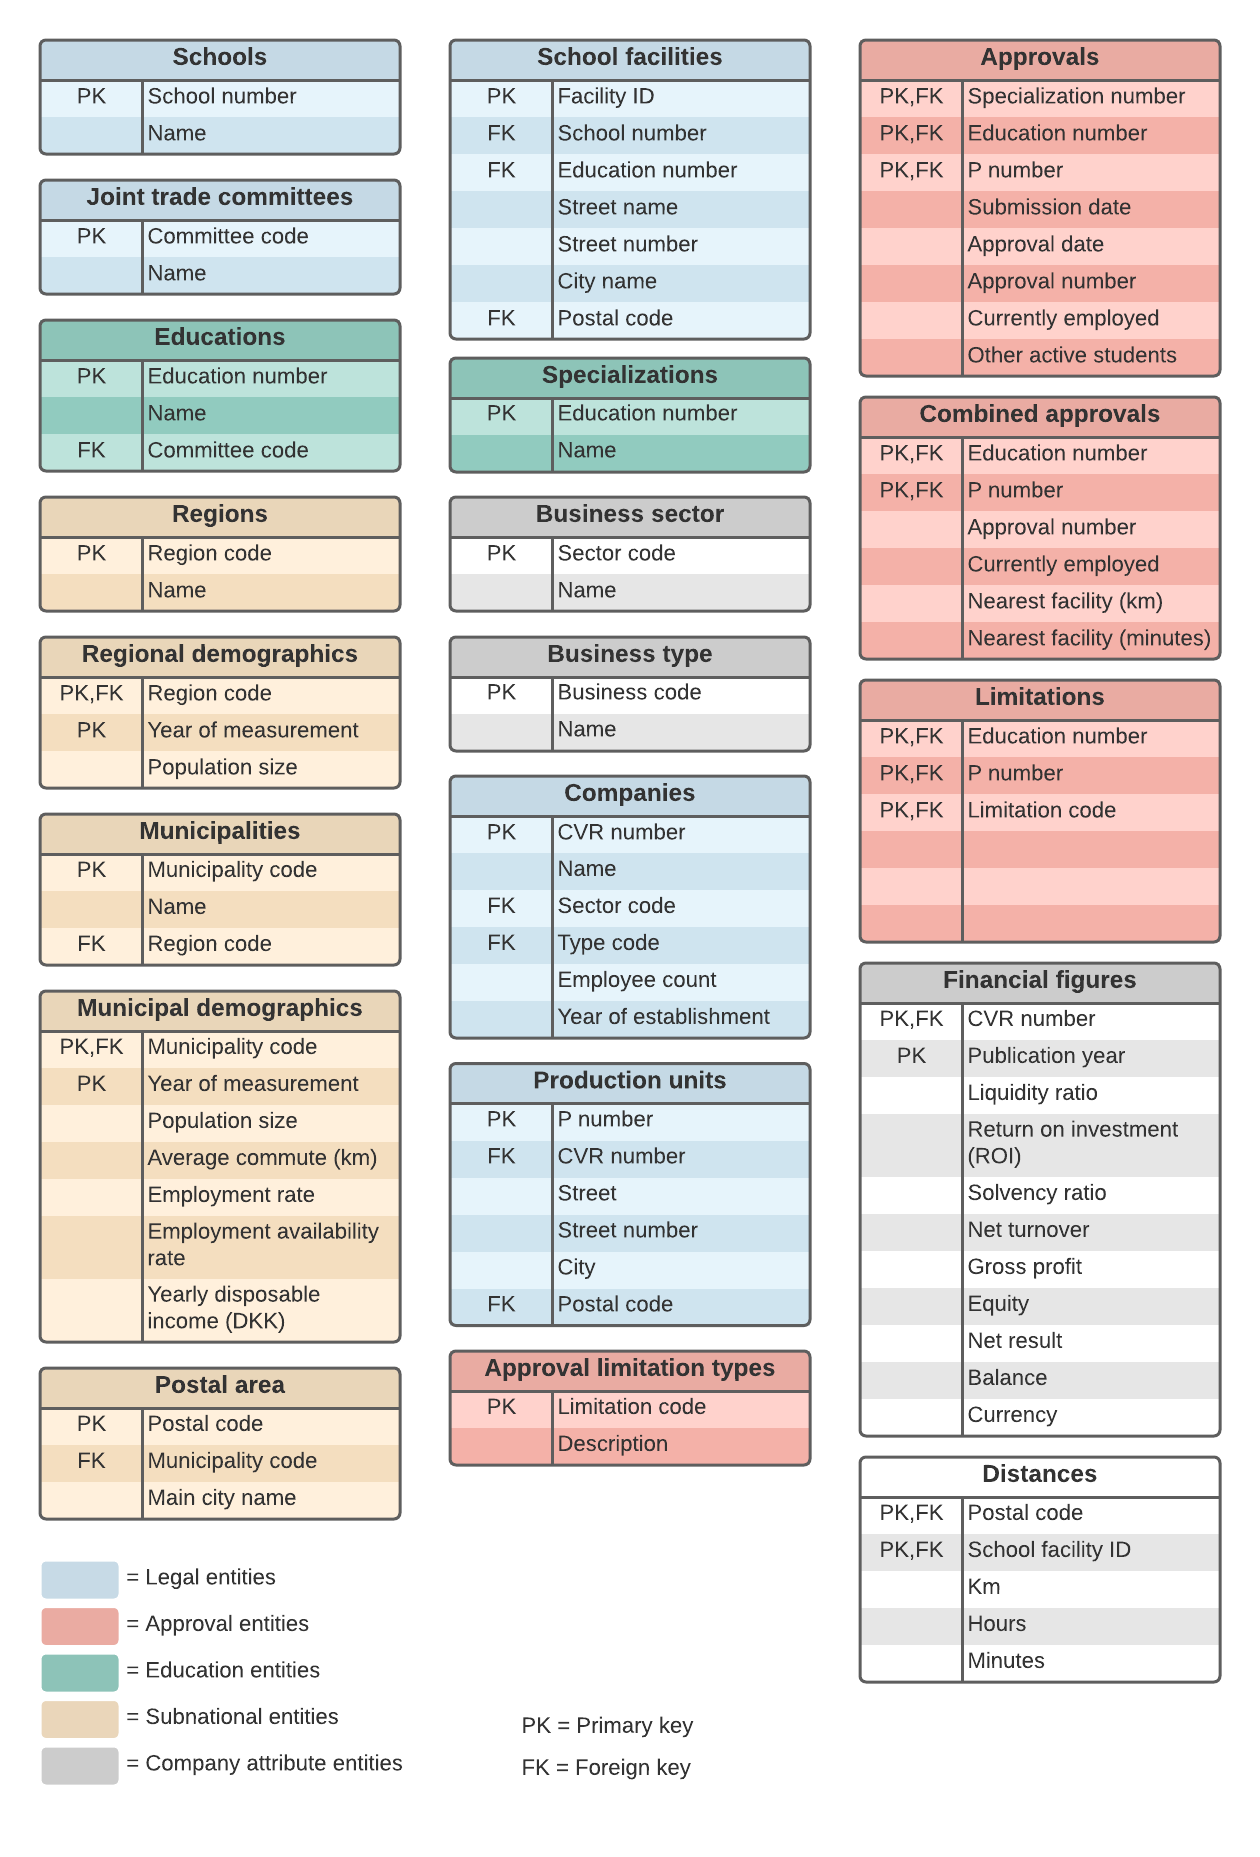 Schools
PK School number
Name
Joint trade committees
PK Committee code
Name
Educations
PK Education number
Name
FK Committee code
Regions
PK Region code
Name
Regional demographics
PK,FK Region code
PK Year of measurement
Population size
Municipalities
PK Municipality code
Name
FK Region code
Municipal demographics
PK,FK Municipality code
PK Year of measurement
Population size
Average commute (km)
Employment rate
Employment availability
rate
Yearly disposable
income (DKK)
Postal area
PK Postal code
FK Municipality code
Main city name
School facilities
PK Facility ID
FK School number
FK Education number
Street name
Street number
City name
FK Postal code
Specializations
PK Education number
Name
Business sector
PK Sector code
Name
Business type
PK Business code
Name
Companies
PK CVR number
Name
FK Sector code
FK Type code
Employee count
Year of establishment
Production units
PK P number
FK CVR number
Street
Street number
City
FK Postal code
Approval limitation types
PK Limitation code
Description
Approvals
PK,FK Specialization number
PK,FK Education number
PK,FK P number
Submission date
Approval date
Approval number
Currently employed
Other active students
Combined approvals
PK,FK Education number
PK,FK P number
Approval number
Currently employed
Nearest facility (km)
Nearest facility (minutes)
Limitations
PK,FK Education number
PK,FK P number
PK,FK Limitation code
Financial figures
PK,FK CVR number
PK Publication year
Liquidity ratio
Return on investment
(ROI)
Solvency ratio
Net turnover
Gross profit
Equity
Net result
Balance
Currency
Distances
PK,FK Postal code
PK,FK School facility ID
Km
Hours
Minutes
= Legal entities
= Approval entities
= Education entities
= Subnational entities
= Company attribute entities
PK = Primary key
FK = Foreign key